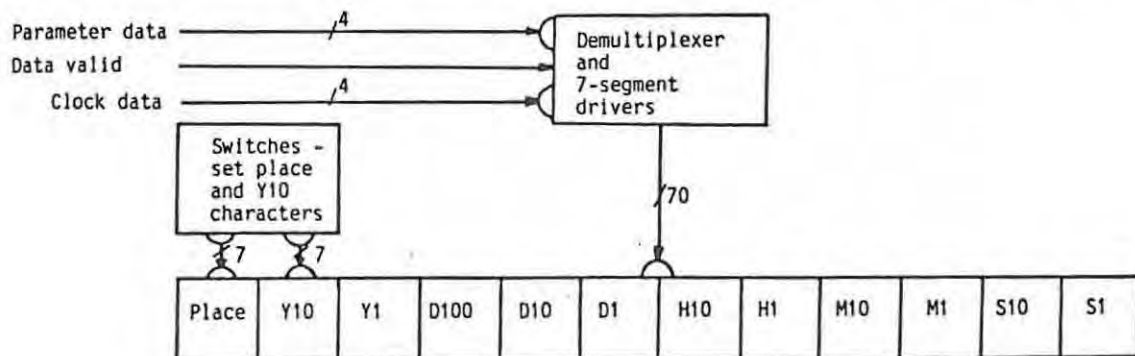 Parameter data
4
Data valid
Clock data
4
Demultiplexer
and
7-segment
drivers
Switches -
set place
and Y10
characters
7
7
70
Place Y10 Y1 D100 D10 D1 H10 H1 M10 M1 S10 S1